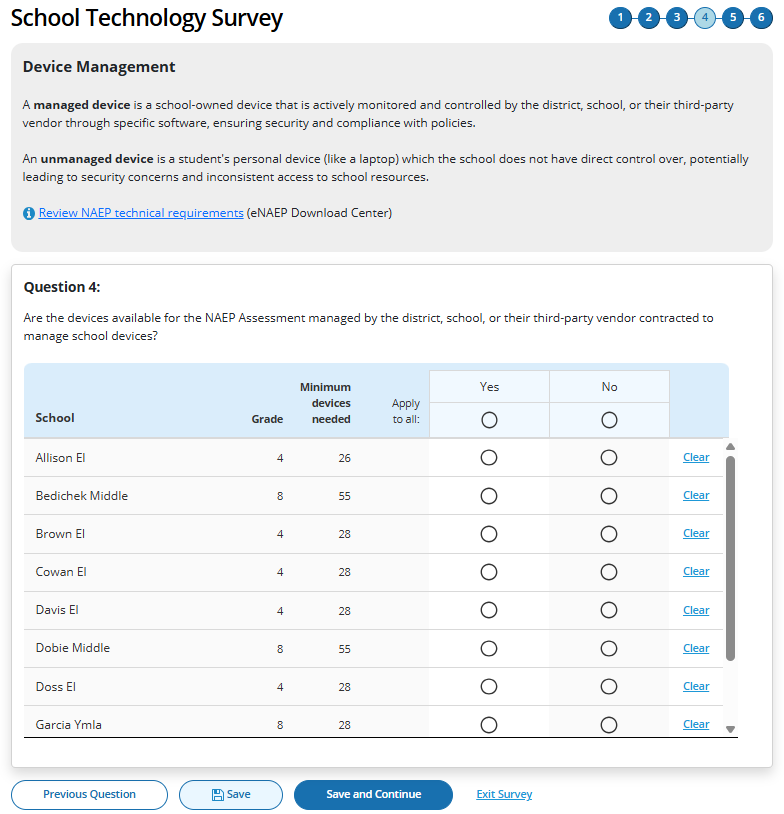 School Technology Survey
1 2 3 4 5 6
Device Management
A managed device is a school-owned device that is actively monitored and controlled by the district, school, or their third-party
vendor through specific software, ensuring security and compliance with policies.
An unmanaged device is a student's personal device (like a laptop) which the school does not have direct control over, potentially
leading to security concerns and inconsistent access to school resources.
i Review NAEP technical requirements (eNAEP Download Center)
Question 4:
Are the devices available for the NAEP Assessment managed by the district, school, or their third-party vendor contracted to
manage school devices?
School Grade Minimum devices needed Apply to all: Yes No
Allison El 4 26 Clear
Bedichek Middle 8 55 Clear
Brown El 4 28 Clear
Cowan El 4 28 Clear
Davis El 4 28 Clear
Dobie Middle 8 55 Clear
Doss El 4 28 Clear
Garcia Ymla 8 28 Clear
Previous Question Save Save and Continue Exit Survey